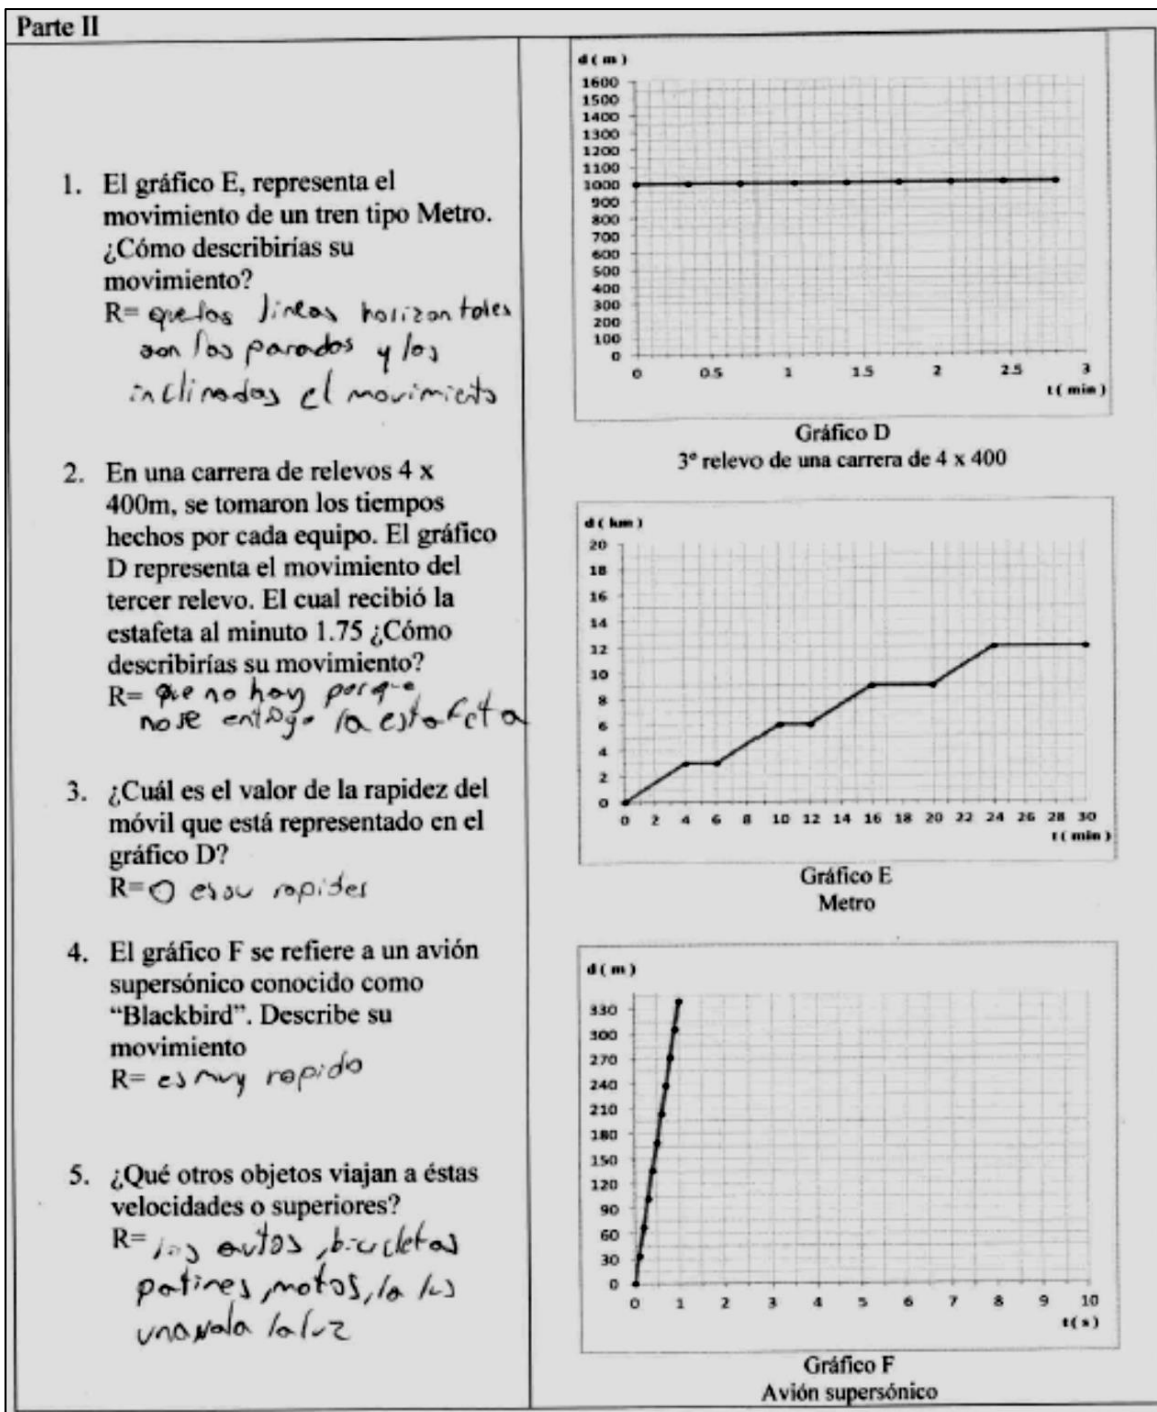 Parte II
1. El gráfico E, representa el
movimiento de un tren tipo Metro.
¿Cómo describirías su
movimiento?
R= que las lineas horizontales
son las paradas y las
inclinadas el movimiento
2. En una carrera de relevos 4 x
400m, se tomaron los tiempos
hechos por cada equipo. El gráfico
D representa el movimiento del
tercer relevo. El cual recibió la
estafeta al minuto 1.75 ¿Cómo
describirías su movimiento?
R= que no hay porque
no se la estafeta
3. ¿Cuál es el valor de la rapidez del
móvil que está representado en el
gráfico D?
R= 0 es su rapides
4. El gráfico F se refiere a un avión
supersónico conocido como
“Blackbird”. Describe su
movimiento
R= es muy rapido
5. ¿Qué otros objetos viajan a éstas
velocidades o superiores?
R= los autos, bicicletas
patines, motos, la
la luz
d ( m )
1600
1500
1400
1300
1200
1100
1000
900
800
700
600
500
400
300
200
100
0
0 0.5 1 1.5 2 2.5 3
t ( min )
Gráfico D
3º relevo de una carrera de 4 x 400
d ( km )
20
18
16
14
12
10
8
6
4
2
0
0 2 4 6 8 10 12 14 16 18 20 22 24 26 28 30
t ( min )
Gráfico E
Metro
d ( m )
330
300
270
240
210
180
150
120
90
60
30
0
0 1 2 3 4 5 6 7 8 9 10
t( s )
Gráfico F
Avión supersónico